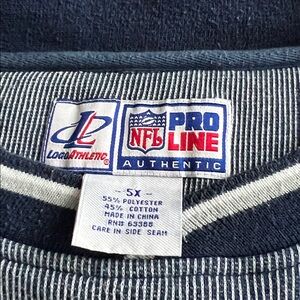 LOGOATHLETIC®
NFL
PRO
LINE
AUTHENTIC
- 5X -
55% POLYESTER
45% COTTON
MADE IN CHINA
RN# 63388
CARE IN SIDE SEAM